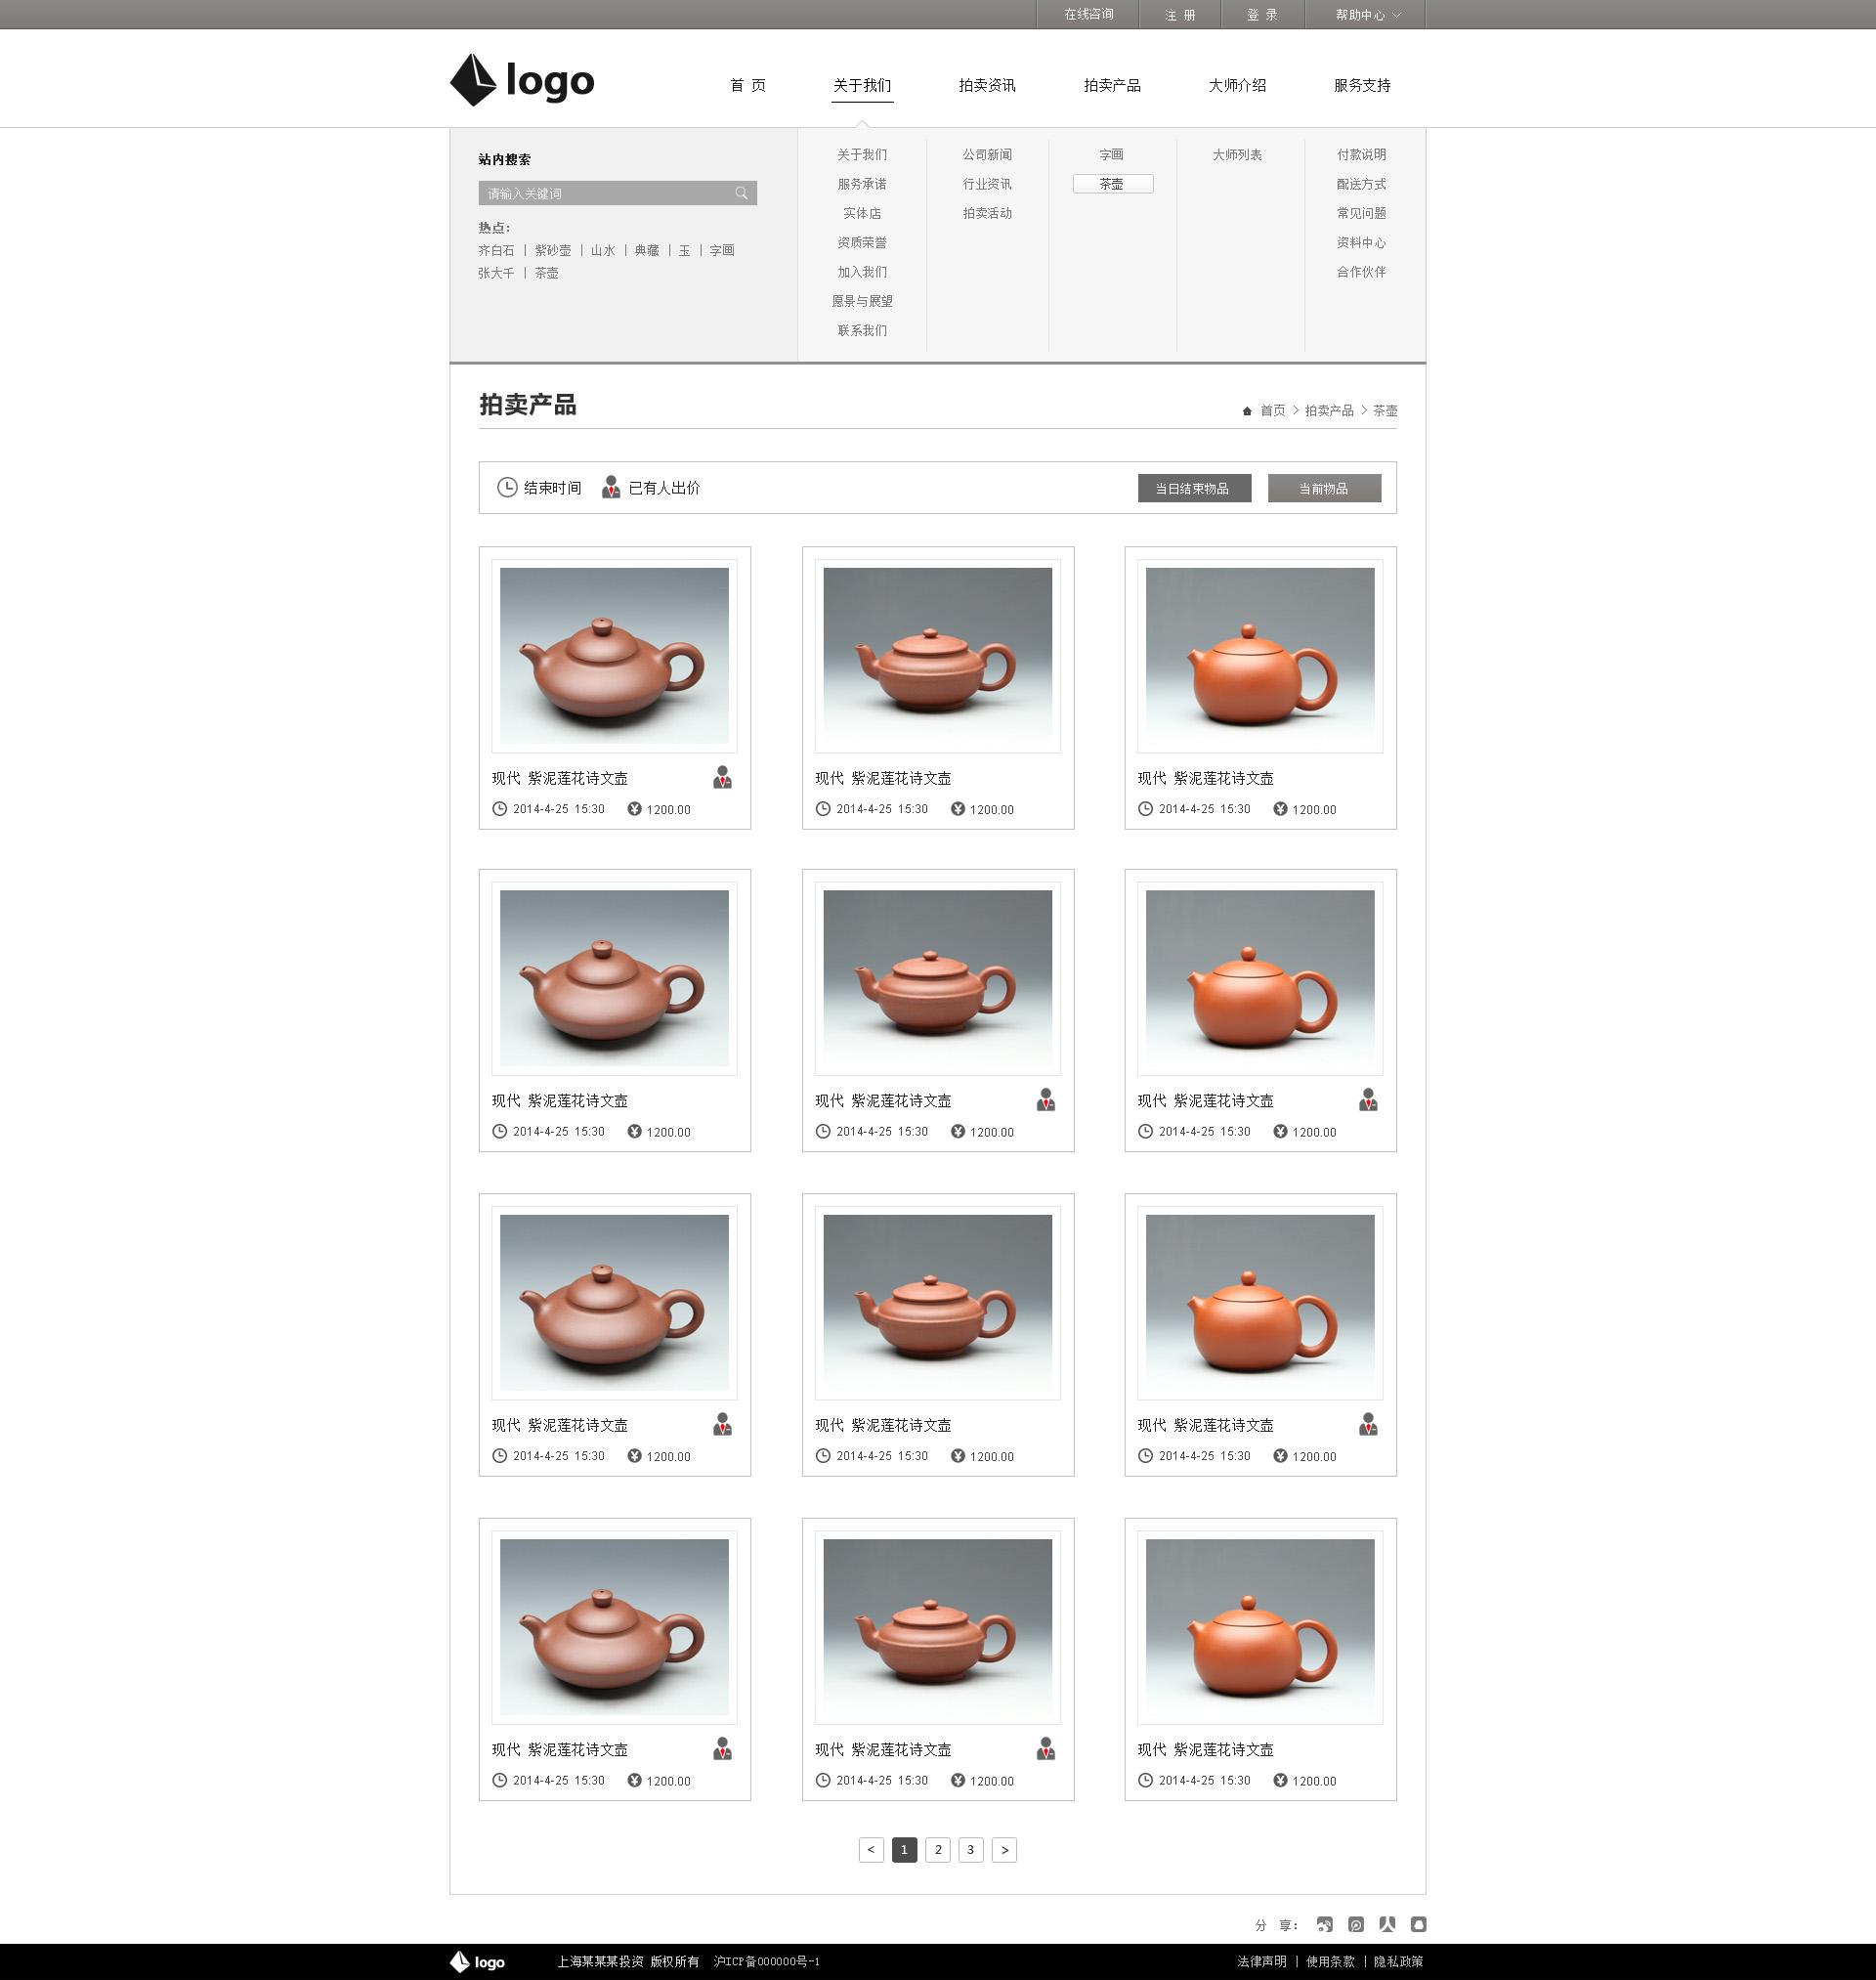 在线咨询 注 册 登 录 帮助中心
logo 首 页 关于我们 拍卖资讯 拍卖产品 大师介绍 服务支持
站内搜索
请输入关键词
热点:
齐白石 | 紫砂壶 | 山水 | 典藏 | 玉 | 字画
张大千 | 茶壶
关于我们
服务承诺
实体店
资质荣誉
加入我们
愿景与展望
联系我们
公司新闻
行业资讯
拍卖活动
字画
茶壶
大师列表
付款说明
配送方式
常见问题
资料中心
合作伙伴
拍卖产品
首页 > 拍卖产品 > 茶壶
结束时间 已有人出价 当日结束物品 当前物品
现代 紫泥莲花诗文壶 现代 紫泥莲花诗文壶 现代 紫泥莲花诗文壶
2014-4-25 15:30 ¥ 1200.00 2014-4-25 15:30 ¥ 1200.00 2014-4-25 15:30 ¥ 1200.00
现代 紫泥莲花诗文壶 现代 紫泥莲花诗文壶 现代 紫泥莲花诗文壶
2014-4-25 15:30 ¥ 1200.00 2014-4-25 15:30 ¥ 1200.00 2014-4-25 15:30 ¥ 1200.00
现代 紫泥莲花诗文壶 现代 紫泥莲花诗文壶 现代 紫泥莲花诗文壶
2014-4-25 15:30 ¥ 1200.00 2014-4-25 15:30 ¥ 1200.00 2014-4-25 15:30 ¥ 1200.00
现代 紫泥莲花诗文壶 现代 紫泥莲花诗文壶 现代 紫泥莲花诗文壶
2014-4-25 15:30 ¥ 1200.00 2014-4-25 15:30 ¥ 1200.00 2014-4-25 15:30 ¥ 1200.00
< 1 2 3 >
分 享:
logo 上海某某某投资 版权所有 沪ICP备000000号-1 法律声明 | 使用条款 | 隐私政策